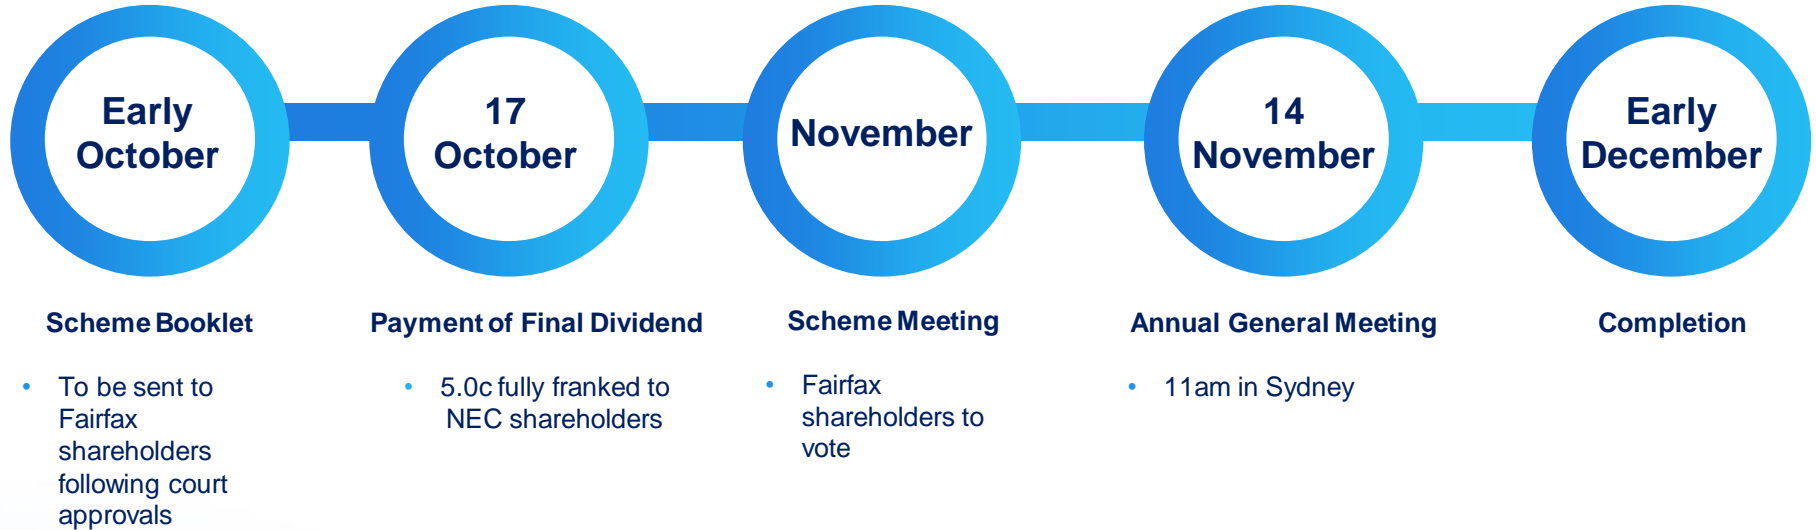 Early
October
17
October
November
14
November
Early
December
Scheme Booklet
• To be sent to
Fairfax
shareholders
following court
approvals
Payment of Final Dividend
• 5.0c fully franked to
NEC shareholders
Scheme Meeting
• Fairfax
shareholders to
vote
Annual General Meeting
• 11am in Sydney
Completion